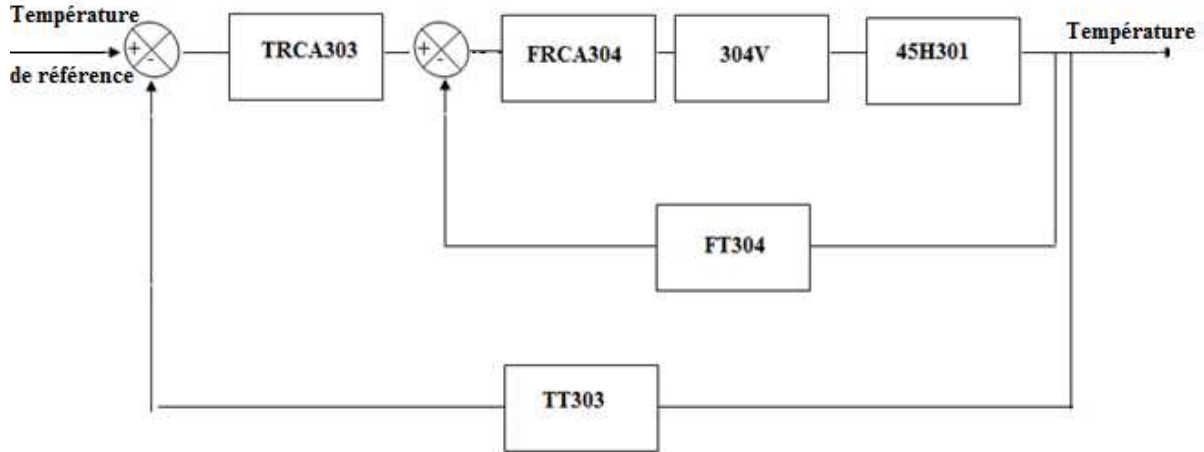 Température
de référence
+
-
TRCA303
+
-
FRCA304
304V
45H301
Température
FT304
TT303